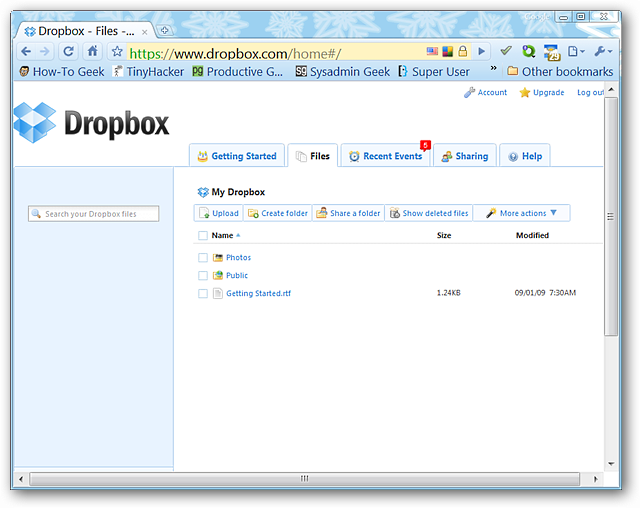 Google
Dropbox - Files -...
https://www.dropbox.com/home#/
75
How-To Geek TinyHacker Productive G... Sysadmin Geek Super User » Other bookmarks
Account Upgrade Log out
Dropbox
Getting Started Files Recent Events 5 Sharing Help
My Dropbox
Search your Dropbox files
Upload Create folder Share a folder Show deleted files More actions
Name Size Modified
Photos
Public
Getting Started.rtf 1.24KB 09/01/09 7:30AM